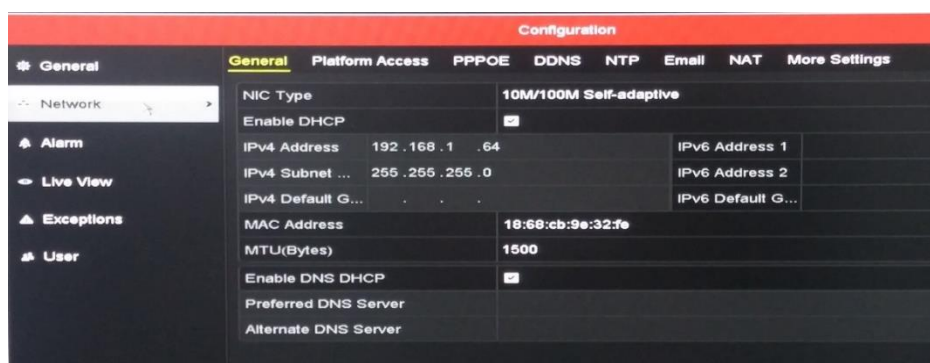 Configuration
General
Network
Alarm
Live View
Exceptions
User
General Platform Access PPPOE DDNS NTP Email NAT More Settings
NIC Type 10M/100M Self-adaptive
Enable DHCP
IPv4 Address 192.168.1 .64 IPv6 Address 1
IPv4 Subnet ... 255.255.255.0 IPv6 Address 2
IPv4 Default G... . . . IPv6 Default G...
MAC Address 18:68:cb:9e:32:fe
MTU(Bytes) 1500
Enable DNS DHCP
Preferred DNS Server
Alternate DNS Server